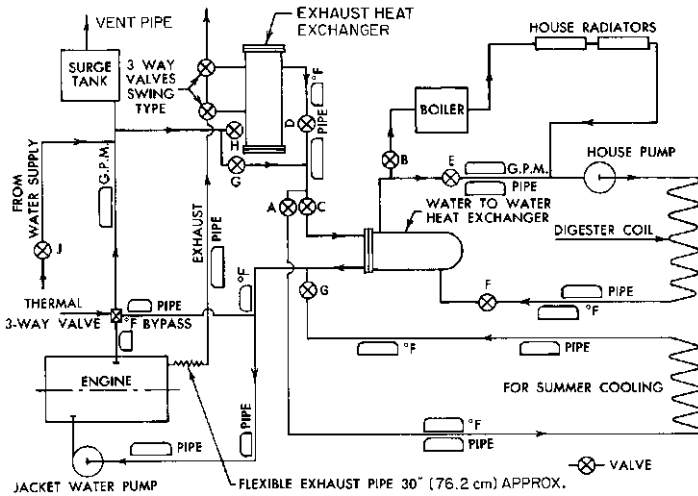 VENT PIPE
SURGE
TANK
3 WAY
VALVES
SWING
TYPE
EXHAUST HEAT
EXCHANGER
°F
D
PIPE
H
G
HOUSE RADIATORS
BOILER
B
E
G.P.M.
PIPE
HOUSE PUMP
FROM
WATER SUPPLY
J
G.P.M.
EXHAUST
PIPE
A
C
WATER TO WATER
HEAT EXCHANGER
DIGESTER COIL
°F
G
F
PIPE
°F
THERMAL
3-WAY VALVE
PIPE
°F BYPASS
ENGINE
°F
PIPE
FOR SUMMER COOLING
PIPE
°F
PIPE
PIPE
JACKET WATER PUMP
FLEXIBLE EXHAUST PIPE 30" (76.2 cm) APPROX.
VALVE